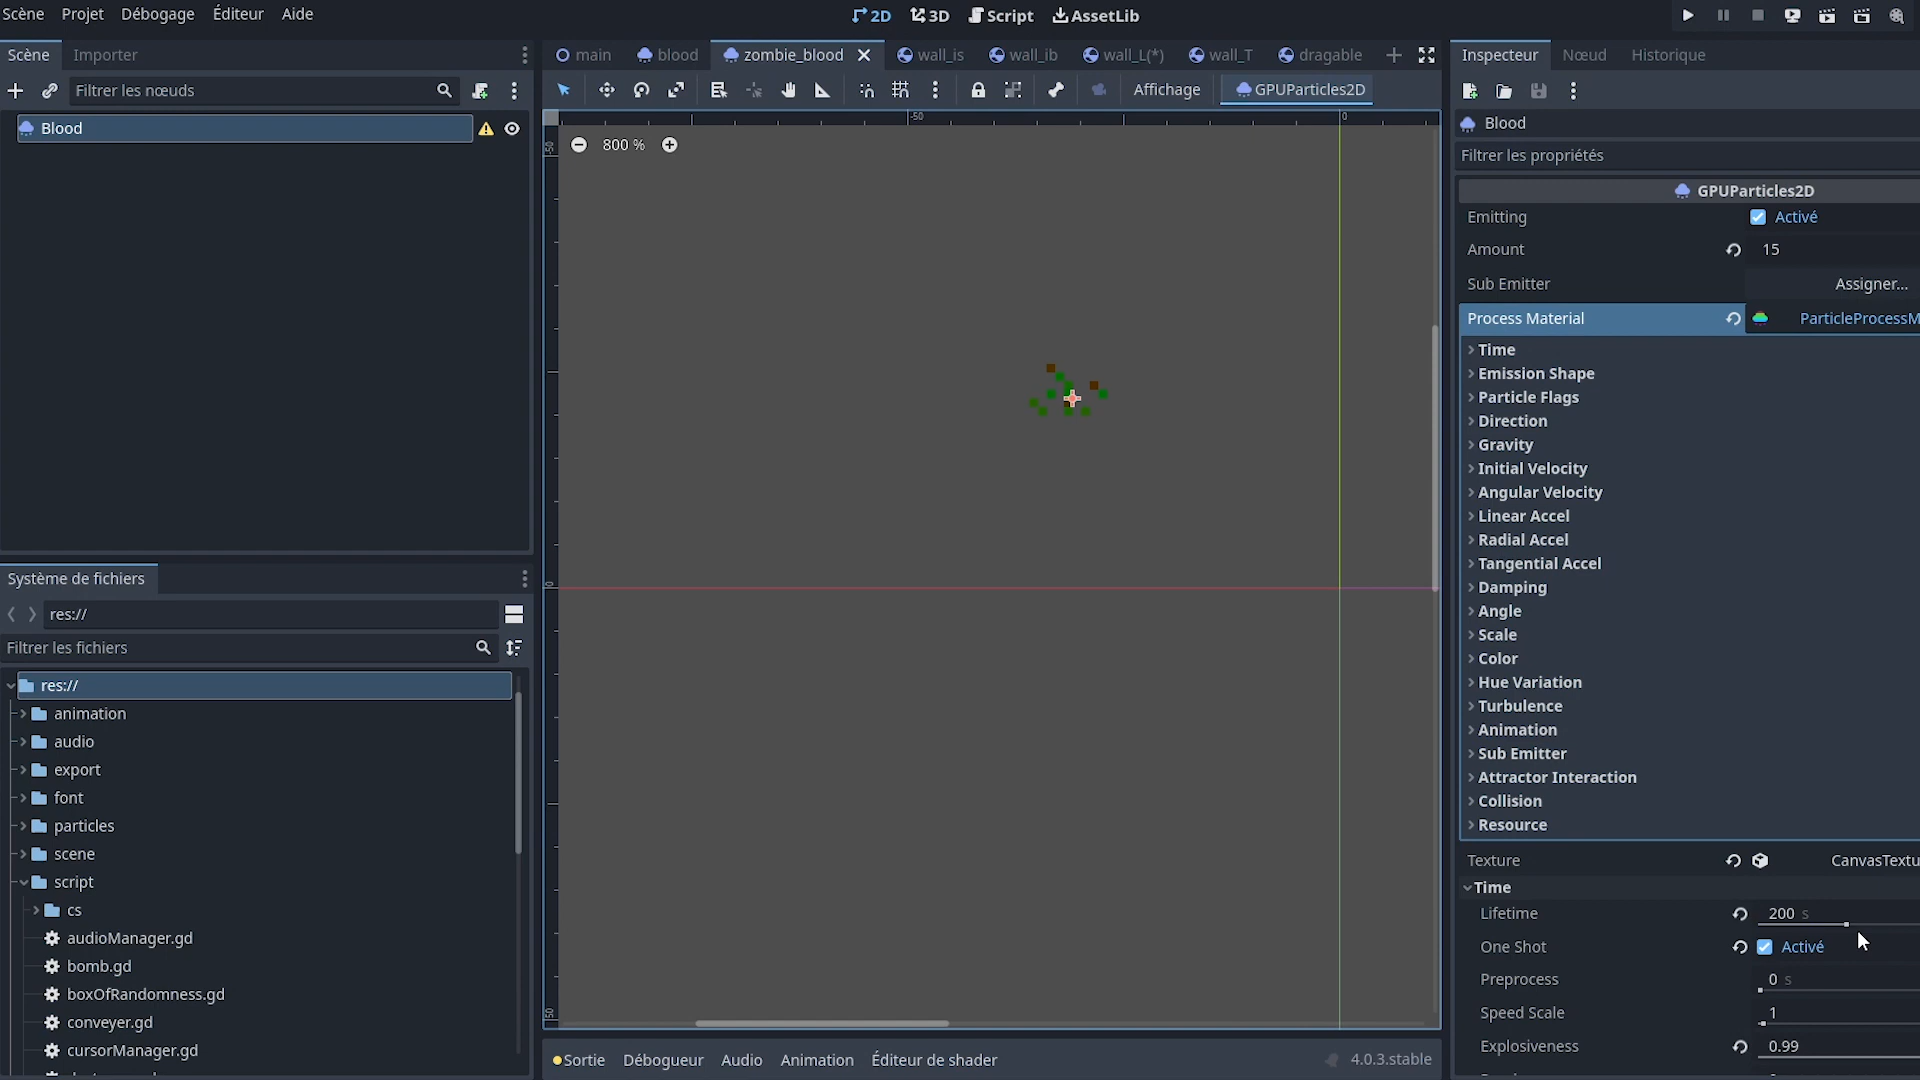 Scène Projet Débogage Éditeur Aide
2D 3D Script AssetLib
Scène Importer
Filtrer les nœuds
Blood
Système de fichiers
res://
Filtrer les fichiers
res://
animation
audio
export
font
particles
scene
script
cs
audioManager.gd
bomb.gd
boxOfRandomness.gd
conveyer.gd
cursorManager.gd
main blood zombie_blood wall_is wall_ib wall_L(*) wall_T dragable
Affichage GPUParticles2D
-50 0
-50
800 %
0
50
Sortie Débogueur Audio Animation Éditeur de shader 4.0.3.stable
Inspecteur Nœud Historique
Blood
Filtrer les propriétés
GPUParticles2D
Emitting Activé
Amount 15
Sub Emitter Assigner...
Process Material ParticleProcessM
Time
Emission Shape
Particle Flags
Direction
Gravity
Initial Velocity
Angular Velocity
Linear Accel
Radial Accel
Tangential Accel
Damping
Angle
Scale
Color
Hue Variation
Turbulence
Animation
Sub Emitter
Attractor Interaction
Collision
Resource
Texture CanvasTextu
Time
Lifetime 200 s
One Shot Activé
Preprocess 0 s
Speed Scale 1
Explosiveness 0.99